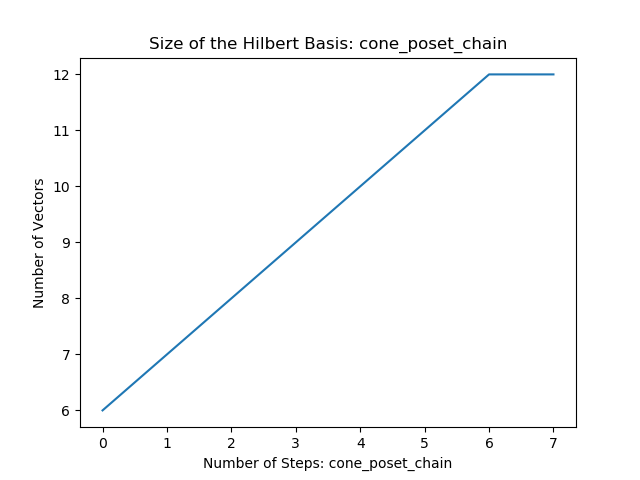 Size of the Hilbert Basis: cone_poset_chain
Number of Vectors
12
11
10
9
8
7
6
0 1 2 3 4 5 6 7
Number of Steps: cone_poset_chain